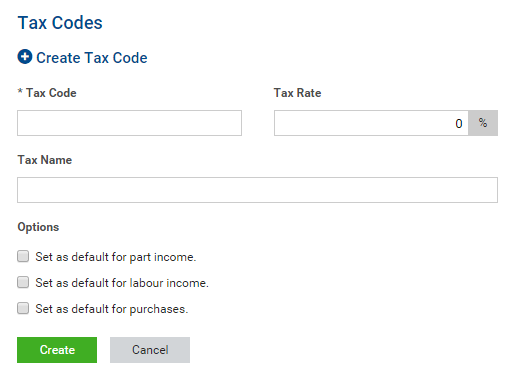 Tax Codes
Create Tax Code
* Tax Code Tax Rate
0 %
Tax Name
Options
Set as default for part income.
Set as default for labour income.
Set as default for purchases.
Create Cancel